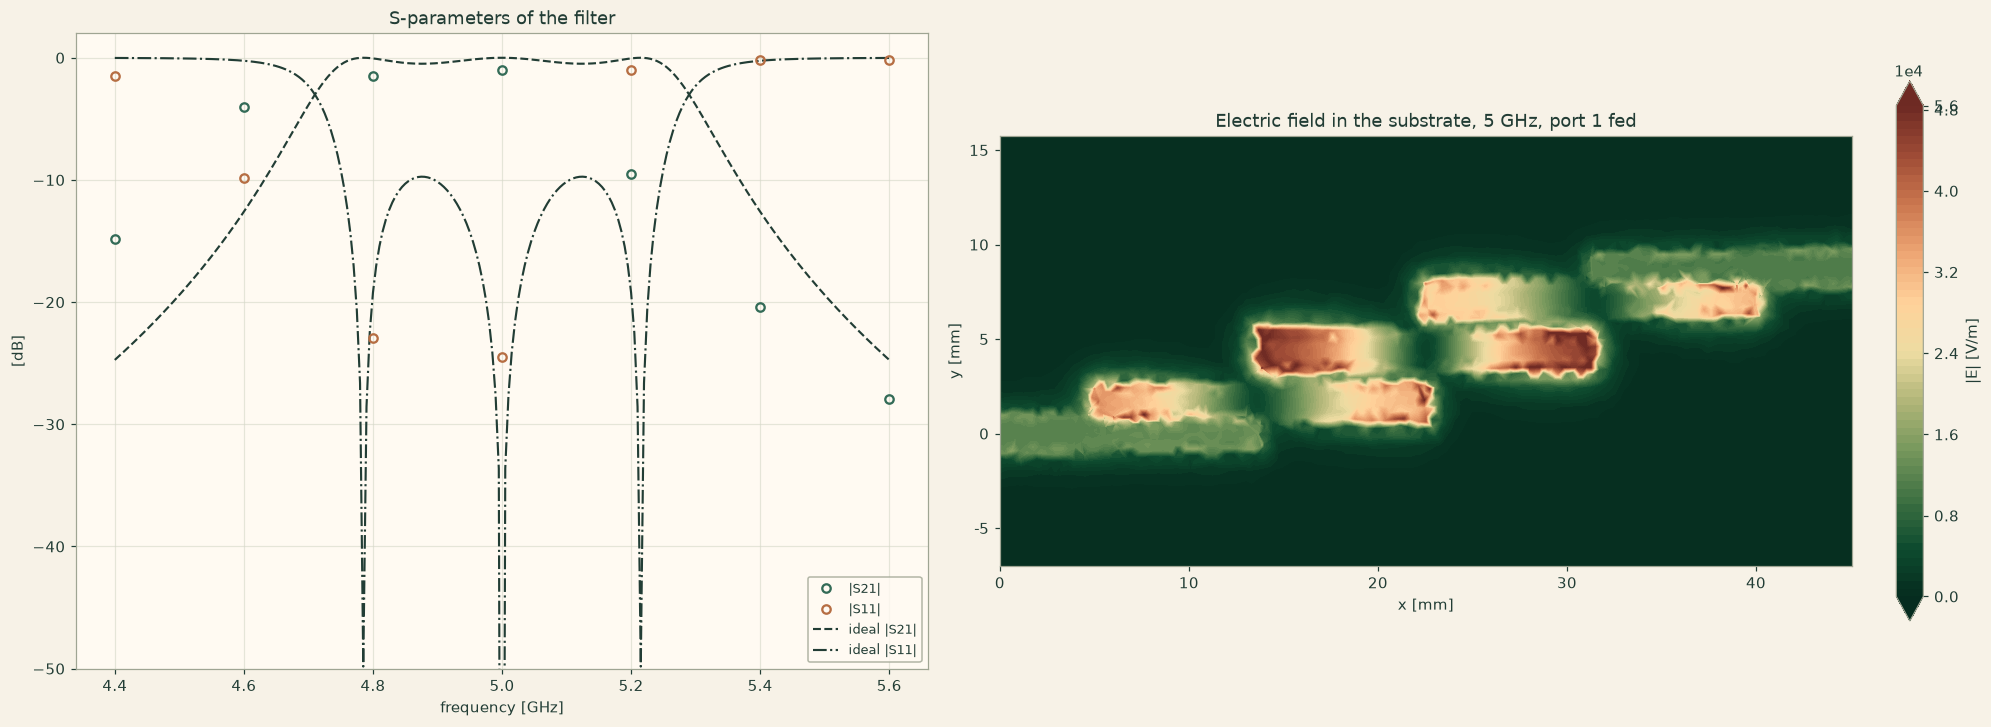 S-parameters of the filter
0
−10
−20
−30
−40
−50
[dB]
4.4
4.6
4.8
5.0
5.2
5.4
5.6
frequency [GHz]
|S21|
|S11|
ideal |S21|
ideal |S11|
Electric field in the substrate, 5 GHz, port 1 fed
15
10
5
0
-5
y [mm]
0
10
20
30
40
x [mm]
1e4
5.6
4.8
4.0
3.2
2.4
1.6
0.8
0.0
|E| [V/m]